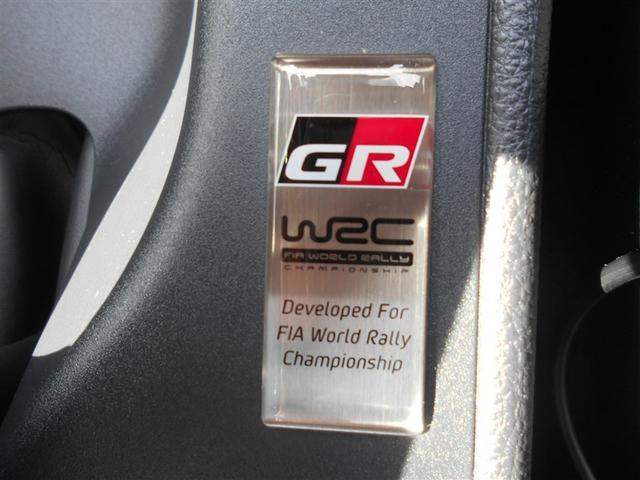 GR
WRC
FIA WORLD RALLY
CHAMPIONSHIP
Developed For
FIA World Rally
Championship